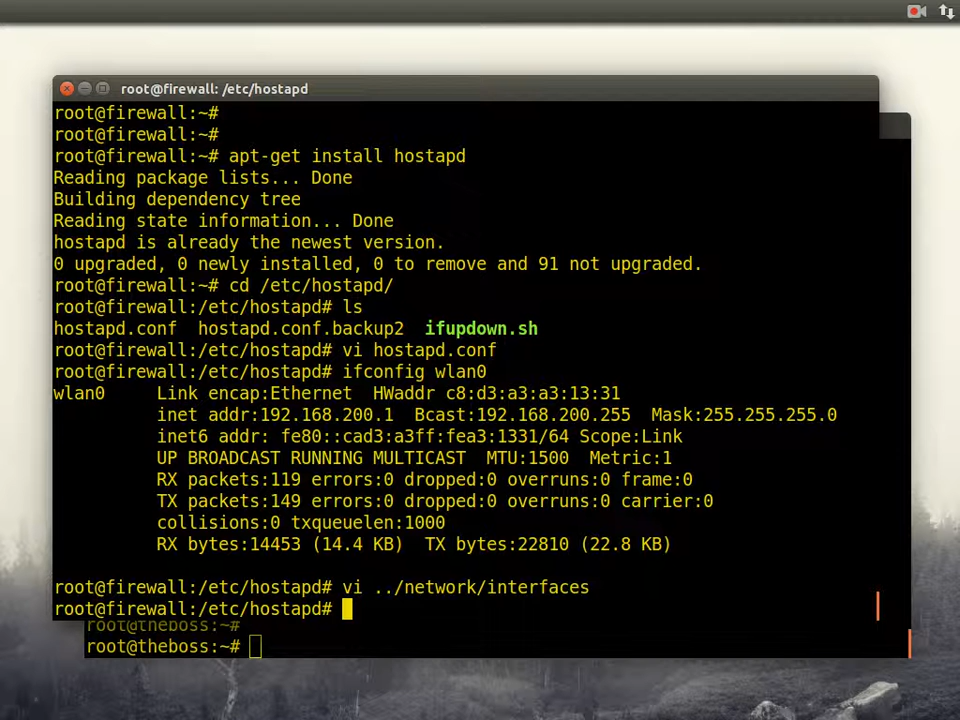 root@firewall: /etc/hostapd
root@firewall:~#
root@firewall:~#
root@firewall:~# apt-get install hostapd
Reading package lists... Done
Building dependency tree
Reading state information... Done
hostapd is already the newest version.
0 upgraded, 0 newly installed, 0 to remove and 91 not upgraded.
root@firewall:~# cd /etc/hostapd/
root@firewall:/etc/hostapd# ls
hostapd.conf  hostapd.conf.backup2  ifupdown.sh
root@firewall:/etc/hostapd# vi hostapd.conf
root@firewall:/etc/hostapd# ifconfig wlan0
wlan0     Link encap:Ethernet  HWaddr c8:d3:a3:a3:13:31
          inet addr:192.168.200.1  Bcast:192.168.200.255  Mask:255.255.255.0
          inet6 addr: fe80::cad3:a3ff:fea3:1331/64 Scope:Link
          UP BROADCAST RUNNING MULTICAST  MTU:1500  Metric:1
          RX packets:119 errors:0 dropped:0 overruns:0 frame:0
          TX packets:149 errors:0 dropped:0 overruns:0 carrier:0
          collisions:0 txqueuelen:1000
          RX bytes:14453 (14.4 KB)  TX bytes:22810 (22.8 KB)
root@firewall:/etc/hostapd# vi ../network/interfaces
root@firewall:/etc/hostapd#
root@theboss:~#
root@theboss:~#